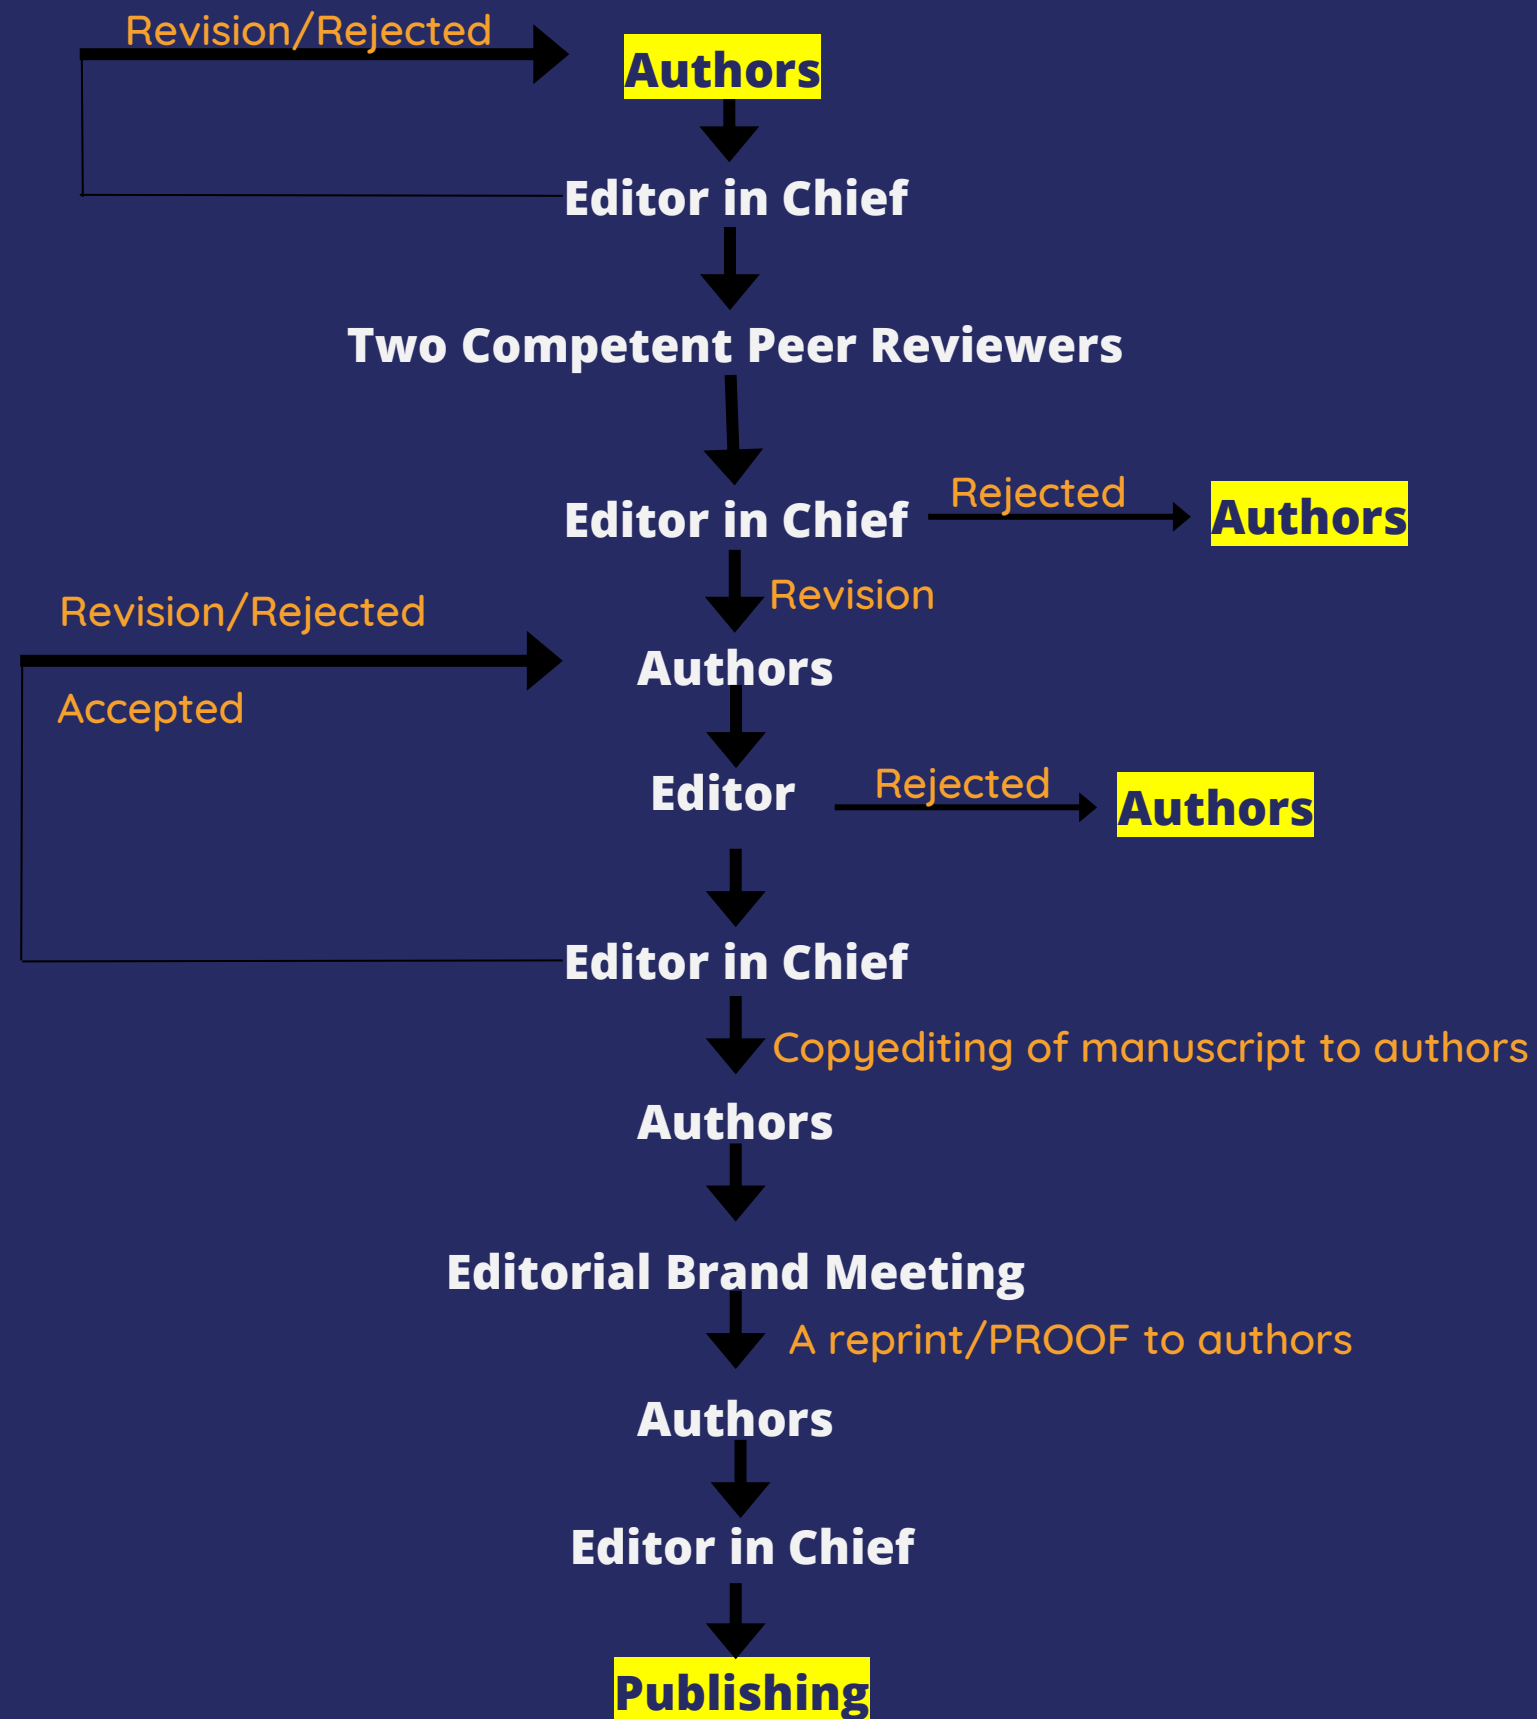 Revision/Rejected
Authors
Editor in Chief
Two Competent Peer Reviewers
Editor in Chief
Rejected
Authors
Revision
Revision/Rejected
Authors
Accepted
Editor
Rejected
Authors
Editor in Chief
Copyediting of manuscript to authors
Authors
Editorial Brand Meeting
A reprint/PROOF to authors
Authors
Editor in Chief
Publishing